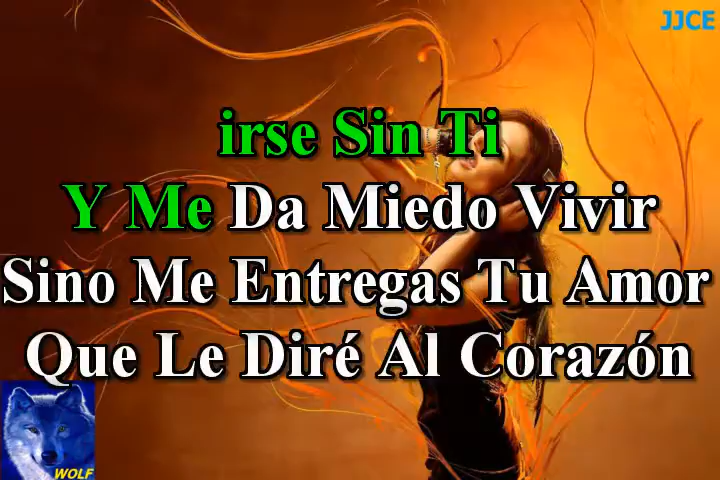 JJCE
irse Sin Ti
Y Me Da Miedo Vivir
Sino Me Entregas Tu Amor
Que Le Diré Al Corazón
WOLF